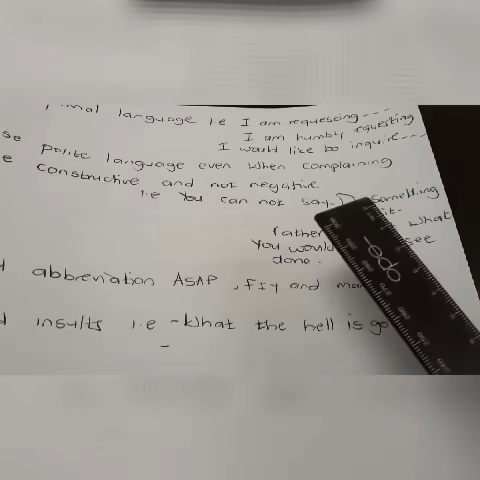 language i.e I am requesting ---
I am humbly requesting
I would like to inquire ---
se Polite language even when complaining
e constructive and not negative
i.e You can not say something
it.
rather what
You would see
done.
abbreviation ASAP, FIY and
insults i.e - What the hell is go